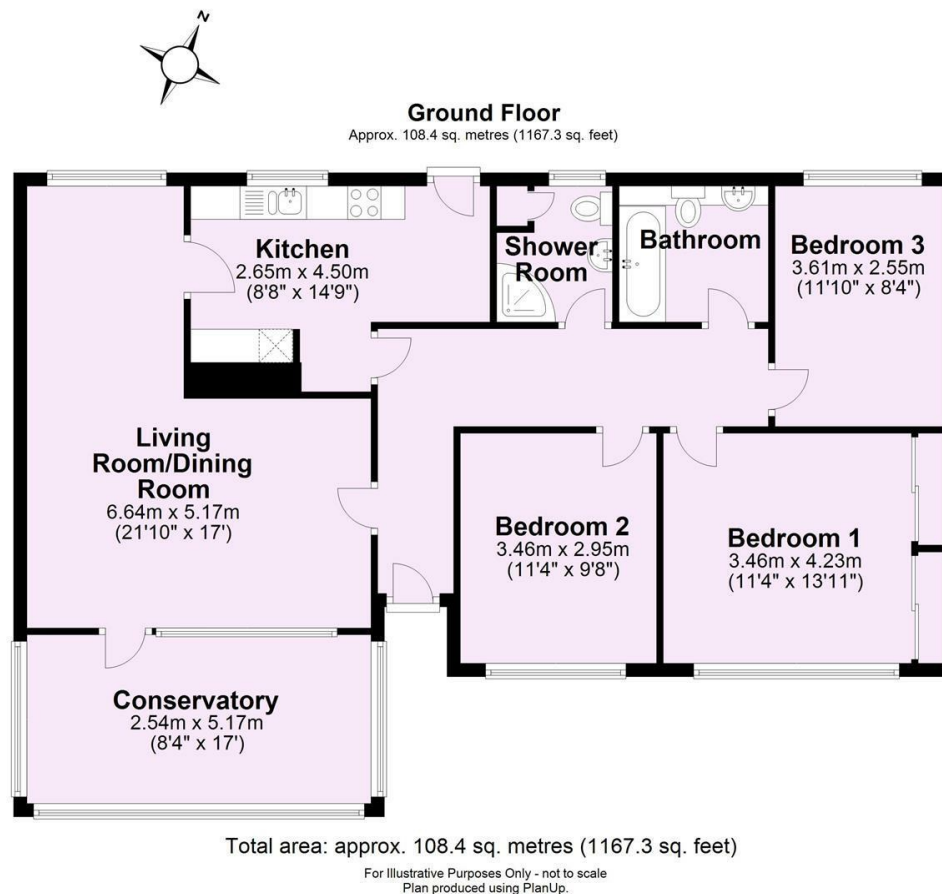 N
Ground Floor
Approx. 108.4 sq. metres (1167.3 sq. feet)
Kitchen
2.65m x 4.50m
(8'8" x 14'9")
Shower
Room
Bathroom
Bedroom 3
3.61m x 2.55m
(11'10" x 8'4")
Living
Room/Dining
Room
6.64m x 5.17m
(21'10" x 17')
Bedroom 2
3.46m x 2.95m
(11'4" x 9'8")
Bedroom 1
3.46m x 4.23m
(11'4" x 13'11")
Conservatory
2.54m x 5.17m
(8'4" x 17')
Total area: approx. 108.4 sq. metres (1167.3 sq. feet)
For Illustrative Purposes Only - not to scale
Plan produced using PlanUp.